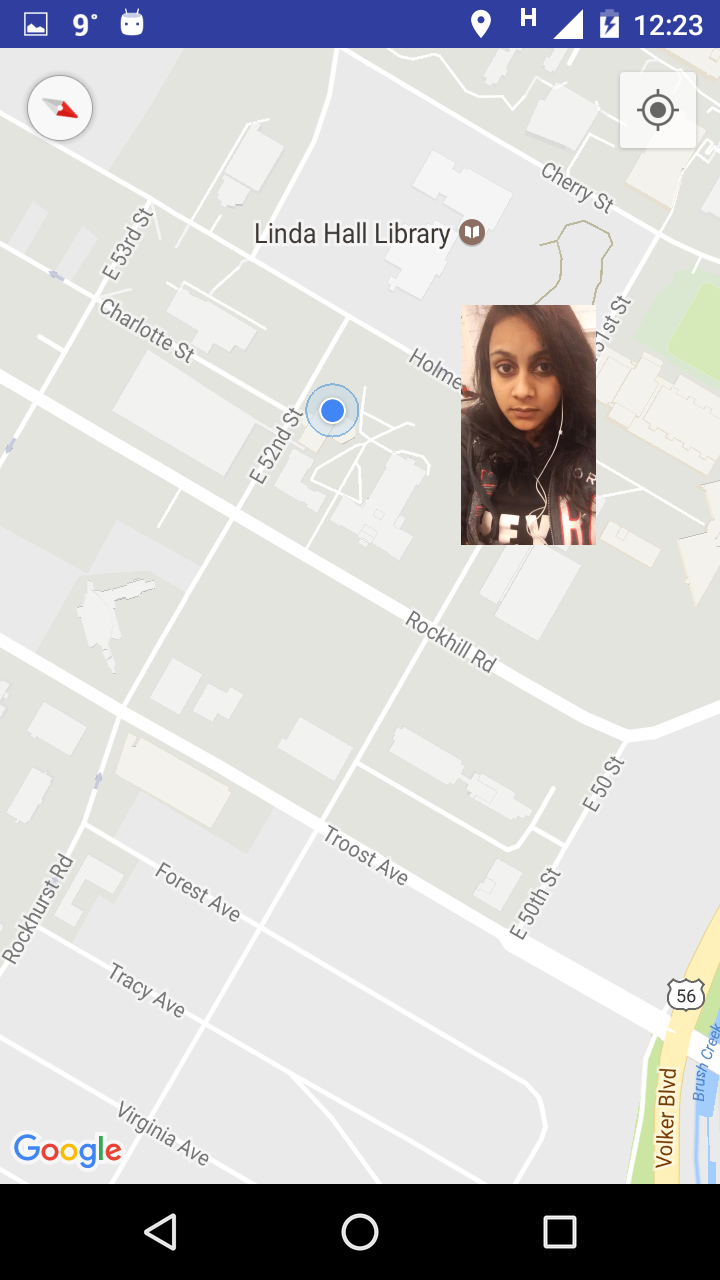 9°
H
12:23
Cherry St
Linda Hall Library
E 53rd St
Charlotte St
51st St
Holme
E 52nd St
Rockhill Rd
E 50 St
Troost Ave
E 50th St
Forest Ave
Rockhurst Rd
Tracy Ave
56
Brush Creek
Volker Blvd
Virginia Ave
Google